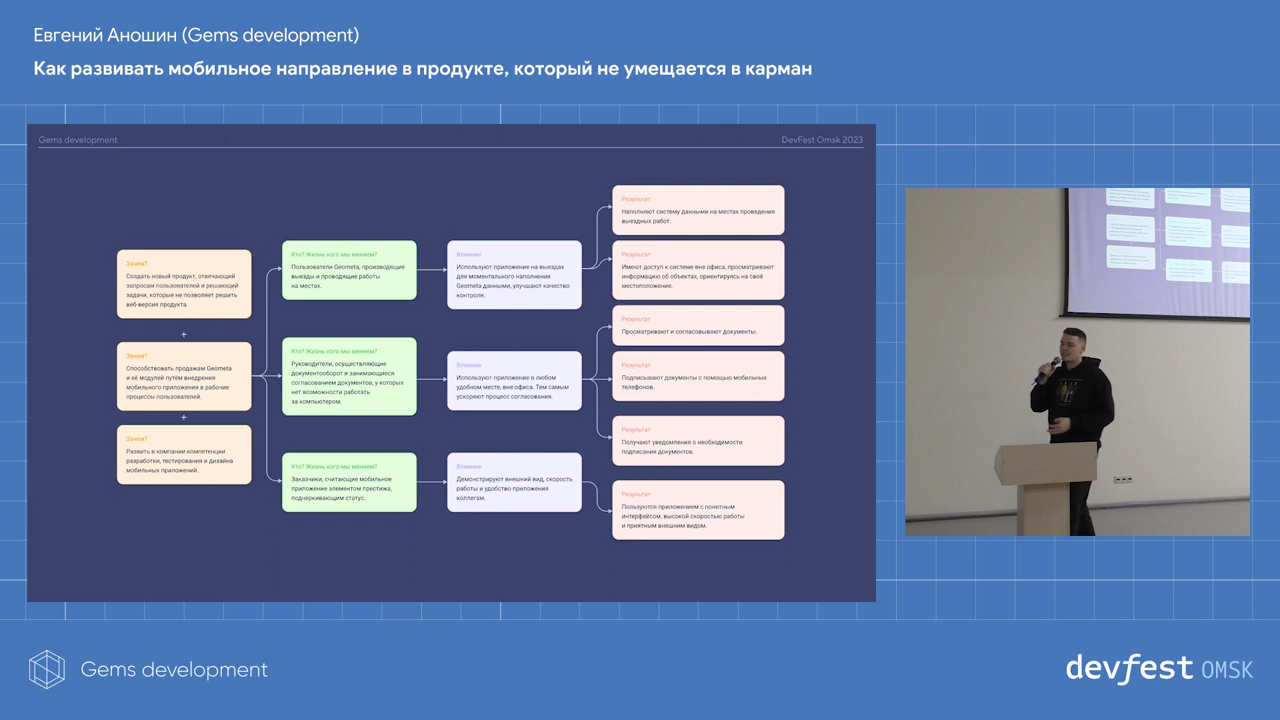 Евгений Аношин (Gems development)
Как развивать мобильное направление в продукте, который не умещается в карман
Gems development
DevFest Omsk 2023
Зачем?
Создать новый продукт, отвечающий
запросам пользователей и решающий
задачи, которые не позволяет решить
веб-версия продукта.
+
Зачем?
Способствовать продажам Geometa
и её модулей путём внедрения
мобильного приложения в рабочие
процессы пользователей.
+
Зачем?
Развить в компании компетенции
разработки, тестирования и дизайна
мобильных приложений.
Кто? Жизнь кого мы меняем?
Пользователи Geometa, производящие
выезды и проводящие работы
на местах.
Кто? Жизнь кого мы меняем?
Руководители, осуществляющие
документооборот и занимающиеся
согласованием документов, у которых
нет возможности работать
за компьютером.
Кто? Жизнь кого мы меняем?
Заказчики, считающие мобильное
приложение элементом престижа,
подчеркивающим статус.
Влияние
Используют приложение на выездах
для моментального наполнения
Geometa данными, улучшают качество
контроля.
Влияние
Используют приложение в любом
удобном месте, вне офиса. Тем самым
ускоряют процесс согласования.
Влияние
Демонстрируют внешний вид, скорость
работы и удобство приложения
коллегам.
Результат
Наполняют систему данными на местах проведения
выездных работ.
Результат
Имеют доступ к системе вне офиса, просматривают
информацию об объектах, ориентируясь на своё
местоположение.
Результат
Просматривают и согласовывают документы.
Результат
Подписывают документы с помощью мобильных
телефонов.
Результат
Получают уведомления о необходимости
подписания документов.
Результат
Пользуются приложением с понятным
интерфейсом, высокой скоростью работы
и приятным внешним видом.
Gems development
devfest OMSK